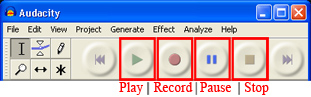 Audacity
File Edit View Project Generate Effect Analyze Help
Play | Record | Pause | Stop